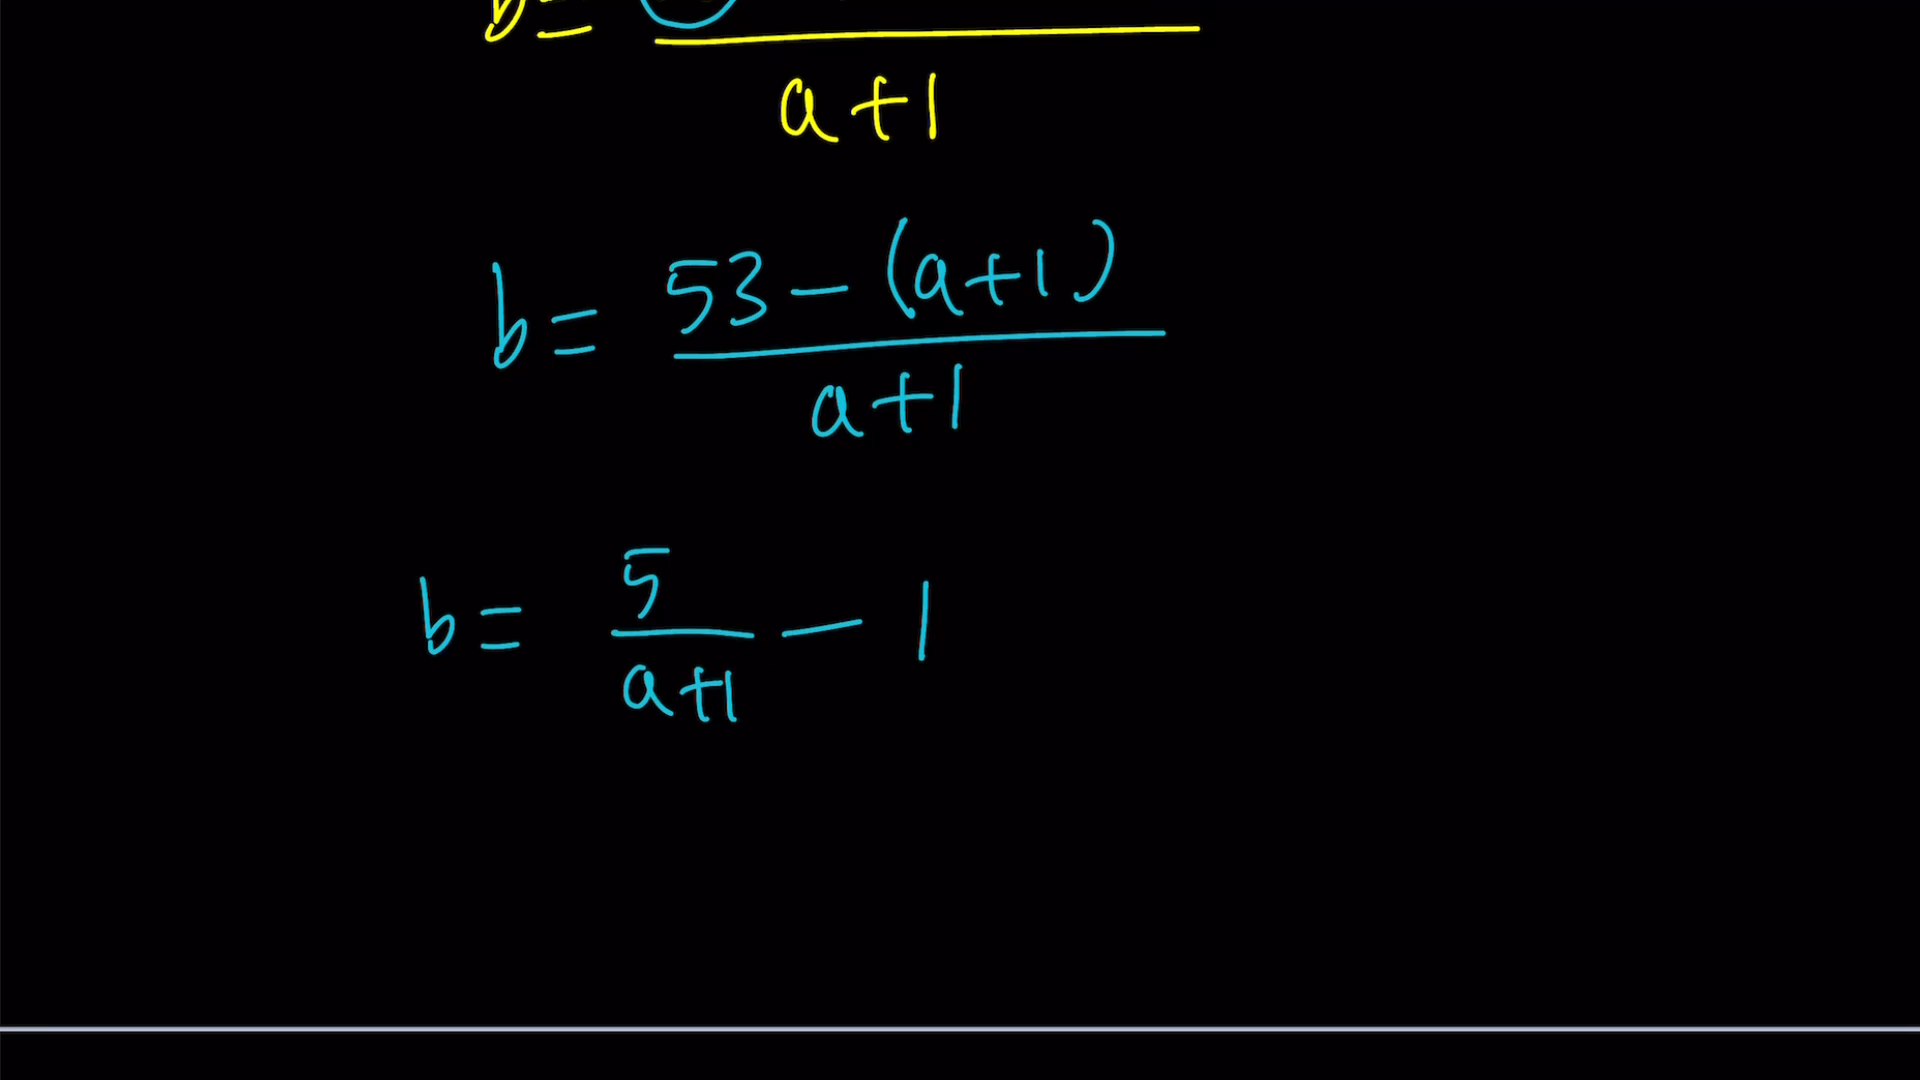 b=
a+1
b= 53-(a+1)
a+1
b= 5/(a+1) - 1